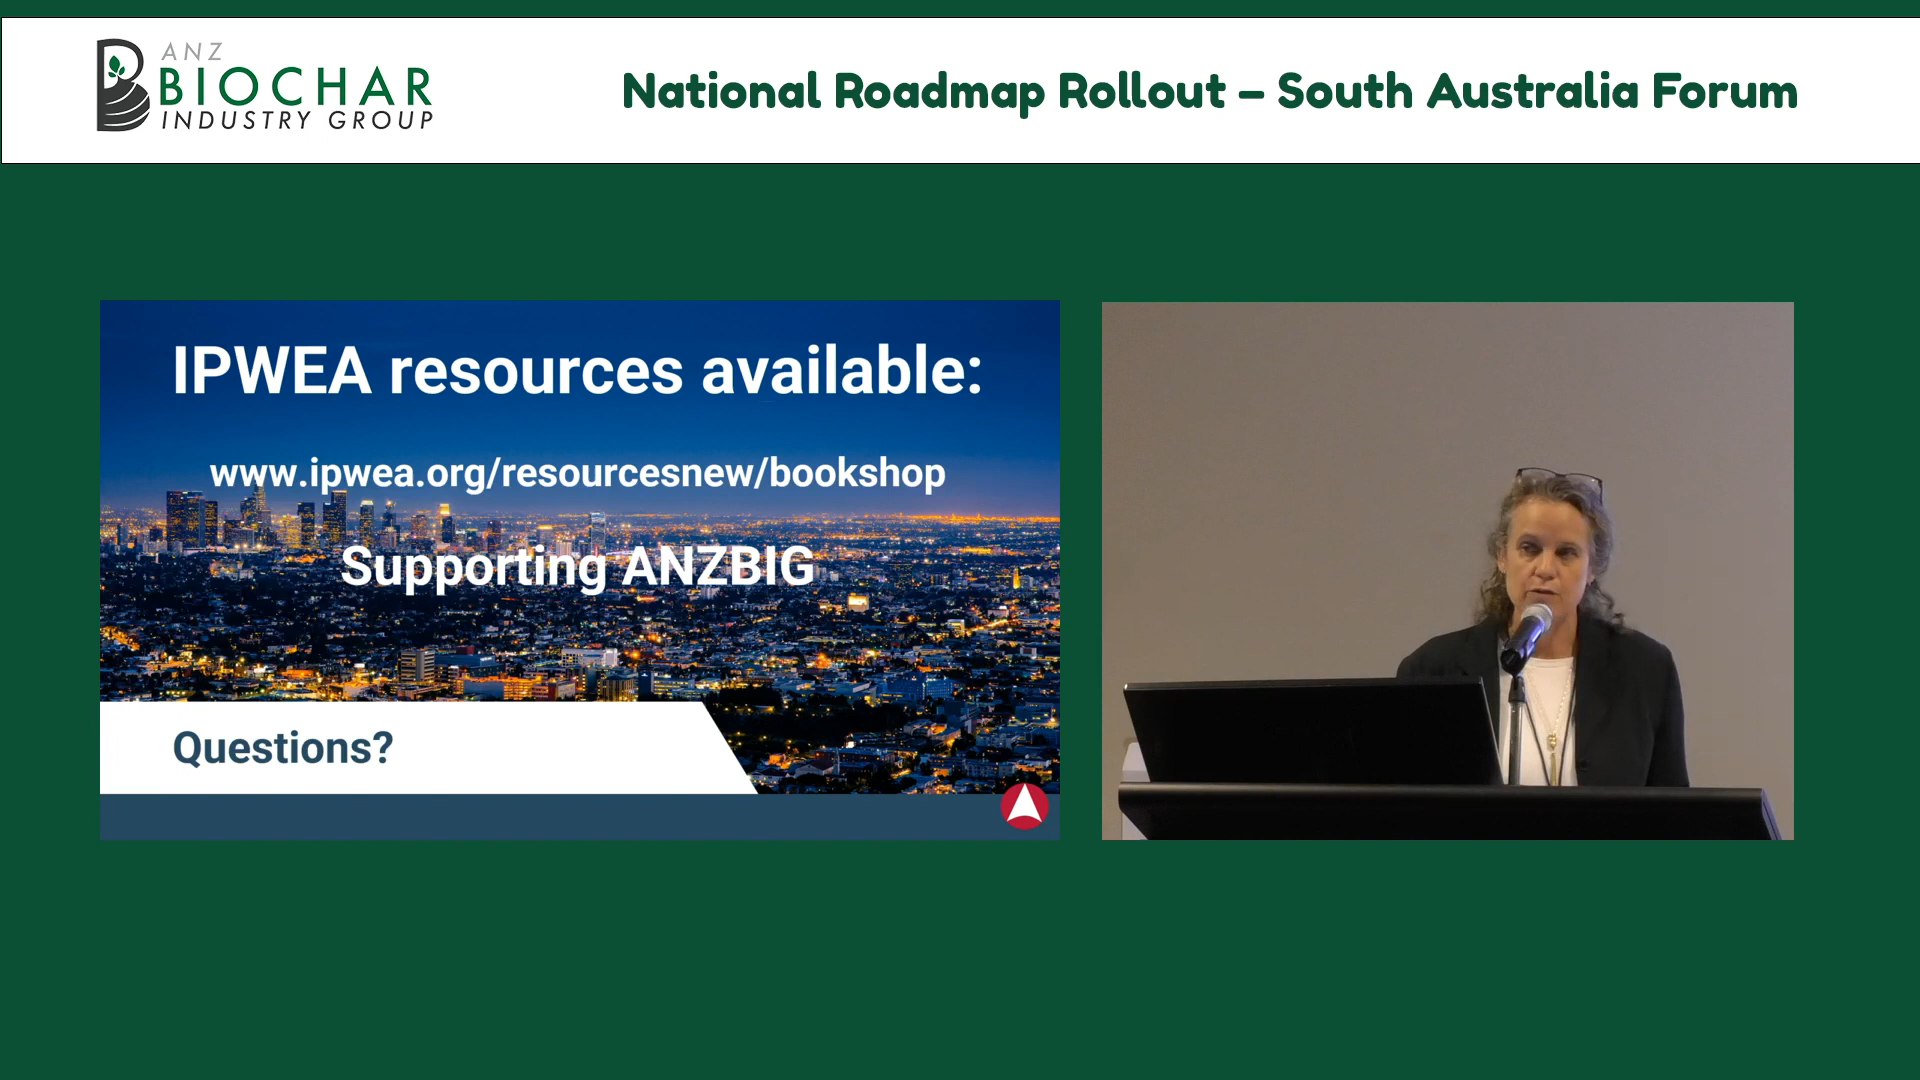 ANZ
BIOCHAR
INDUSTRY GROUP
National Roadmap Rollout – South Australia Forum
IPWEA resources available:
www.ipwea.org/resourcesnew/bookshop
Supporting ANZBIG
Questions?